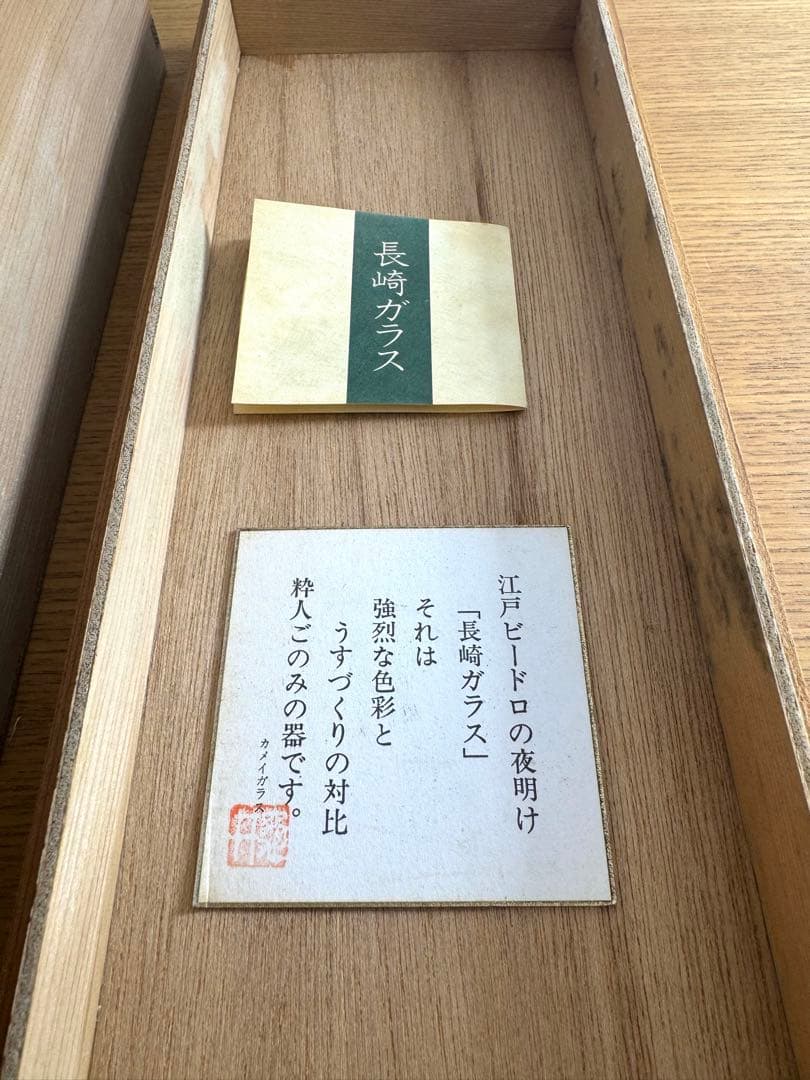 長崎ガラス
江戸ビードロの夜明け
「長崎ガラス」
それは
強烈な色彩と
うすづくりの対比
粋人ごのみの器です。
カメイガラス